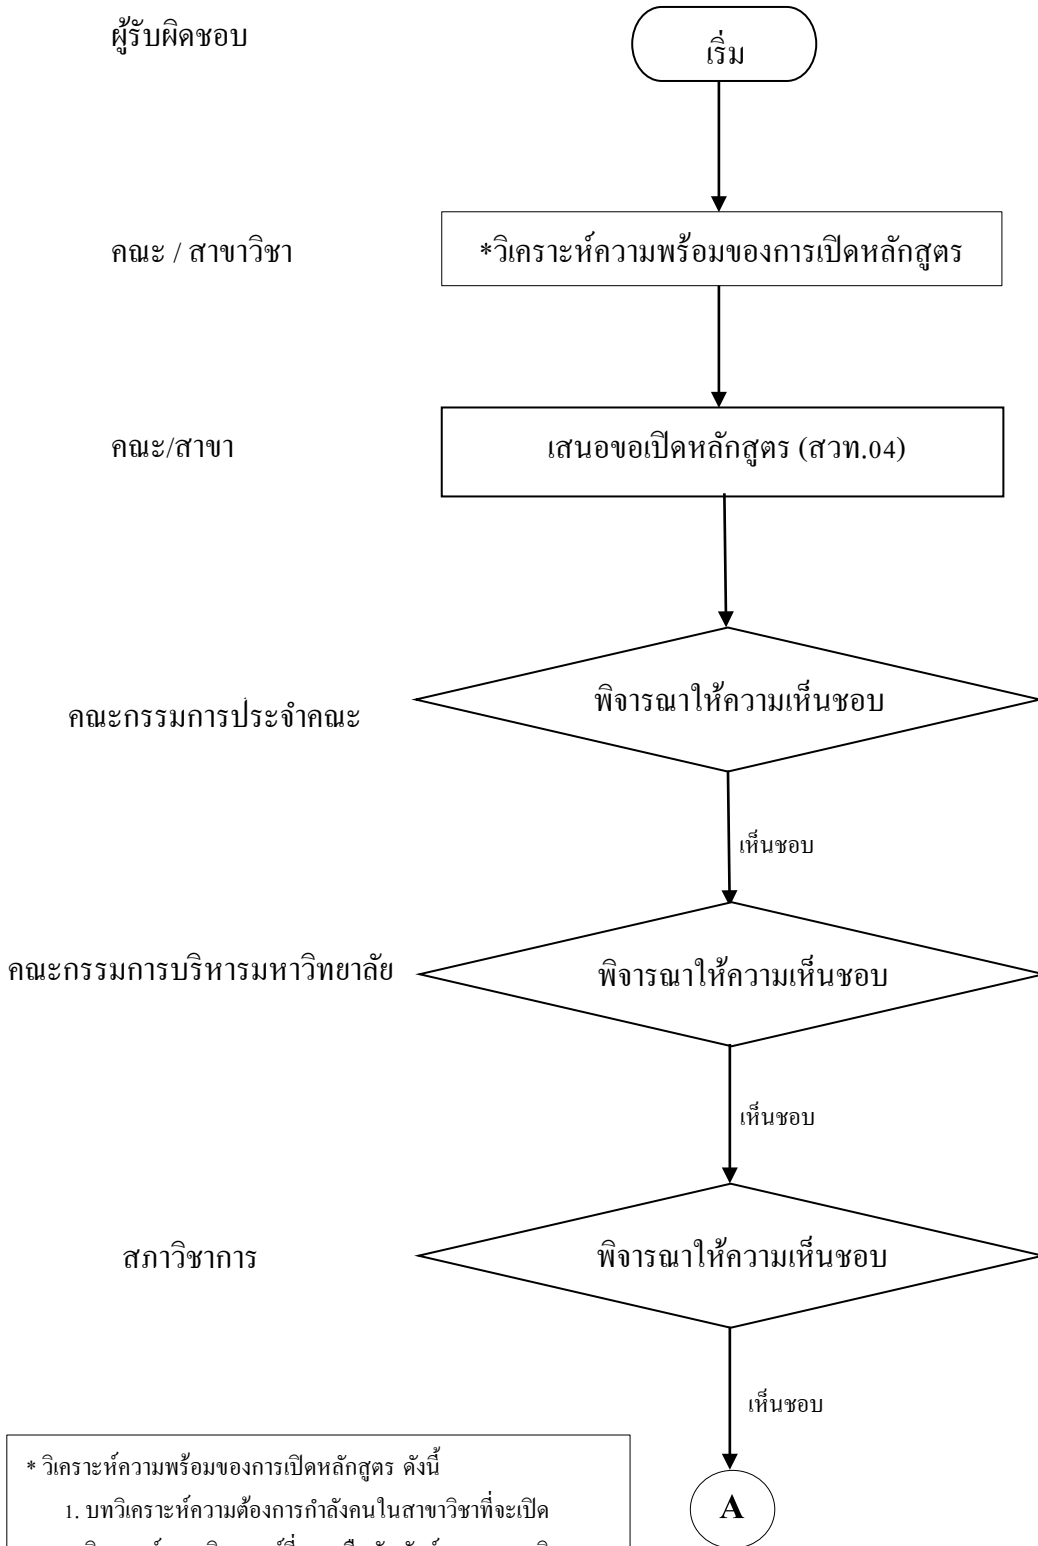 ผู้รับผิดชอบ
เริ่ม
คณะ / สาขาวิชา
*วิเคราะห์ความพร้อมของการเปิดหลักสูตร
คณะ/สาขา
เสนอขอเปิดหลักสูตร (สวท.04)
คณะกรรมการประจำคณะ
พิจารณาให้ความเห็นชอบ
เห็นชอบ
คณะกรรมการบริหารมหาวิทยาลัย
พิจารณาให้ความเห็นชอบ
เห็นชอบ
สภาวิชาการ
พิจารณาให้ความเห็นชอบ
เห็นชอบ
A
* วิเคราะห์ความพร้อมของการเปิดหลักสูตร ดังนี้
1. บทวิเคราะห์ความต้องการกำลังคนในสาขาวิชาที่จะเปิด